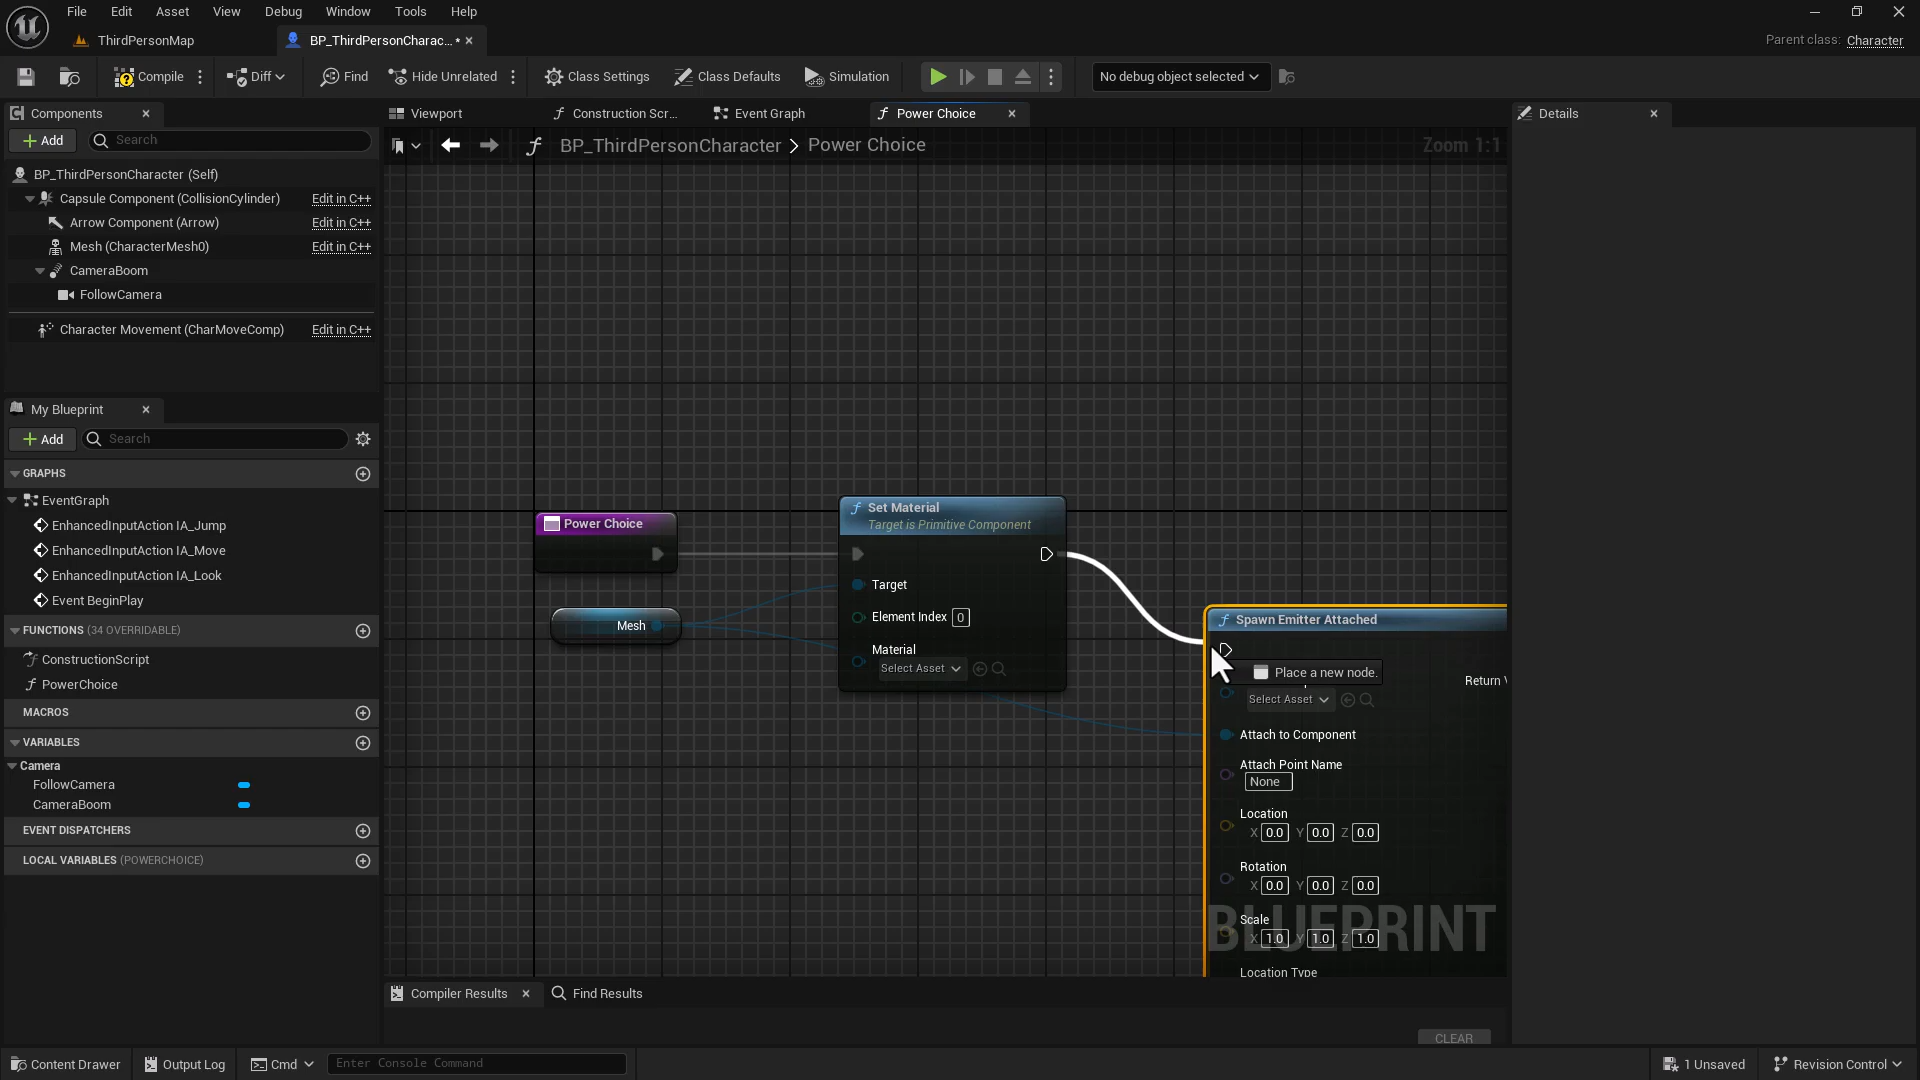 File Edit Asset View Debug Window Tools Help
ThirdPersonMap
BP_ThirdPersonCharac... *
Parent class: Character
Compile
Diff
Find
Hide Unrelated
Class Settings
Class Defaults
Simulation
No debug object selected
Components
Add
Search
BP_ThirdPersonCharacter (Self)
Capsule Component (CollisionCylinder) Edit in C++
Arrow Component (Arrow) Edit in C++
Mesh (CharacterMesh0) Edit in C++
CameraBoom
FollowCamera
Character Movement (CharMoveComp) Edit in C++
My Blueprint
Add
Search
GRAPHS
EventGraph
EnhancedInputAction IA_Jump
EnhancedInputAction IA_Move
EnhancedInputAction IA_Look
Event BeginPlay
FUNCTIONS (34 OVERRIDABLE)
ConstructionScript
PowerChoice
MACROS
VARIABLES
Camera
FollowCamera
CameraBoom
EVENT DISPATCHERS
LOCAL VARIABLES (POWERCHOICE)
Viewport
Construction Scr...
Event Graph
Power Choice
BP_ThirdPersonCharacter > Power Choice
Zoom 1:1
Power Choice
Mesh
Set Material
Target is Primitive Component
Target
Element Index 0
Material
Select Asset
Spawn Emitter Attached
Place a new node.
Return V
Select Asset
Attach to Component
Attach Point Name
None
Location
X 0.0 Y 0.0 Z 0.0
Rotation
X 0.0 Y 0.0 Z 0.0
Scale
X 1.0 Y 1.0 Z 1.0
Location Type
BLUEPRINT
Details
Compiler Results
Find Results
CLEAR
Content Drawer
Output Log
Cmd
Enter Console Command
1 Unsaved
Revision Control